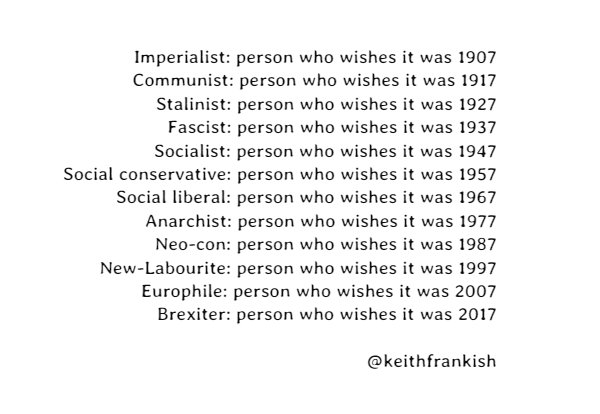 Imperialist: person who wishes it was 1907
Communist: person who wishes it was 1917
Stalinist: person who wishes it was 1927
Fascist: person who wishes it was 1937
Socialist: person who wishes it was 1947
Social conservative: person who wishes it was 1957
Social liberal: person who wishes it was 1967
Anarchist: person who wishes it was 1977
Neo-con: person who wishes it was 1987
New-Labourite: person who wishes it was 1997
Europhile: person who wishes it was 2007
Brexiter: person who wishes it was 2017
@keithfrankish